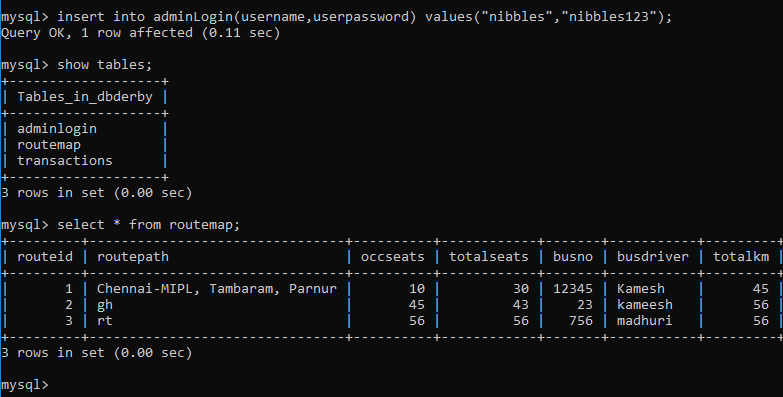 mysql> insert into adminLogin(username,userpassword) values("nibbles","nibbles123");
Query OK, 1 row affected (0.11 sec)

mysql> show tables;
+-------------------+
| Tables_in_dbderby |
+-------------------+
| adminlogin        |
| routemap          |
| transactions      |
+-------------------+
3 rows in set (0.00 sec)

mysql> select * from routemap;
+---------+--------------------------------+----------+------------+-------+-----------+---------+
| routeid | routepath                      | occseats | totalseats | busno | busdriver | totalkm |
+---------+--------------------------------+----------+------------+-------+-----------+---------+
|       1 | Chennai-MIPL, Tambaram, Parnur |       10 |         30 | 12345 | Kamesh    |      45 |
|       2 | gh                             |       45 |         43 |    23 | kameesh   |      56 |
|       3 | rt                             |       56 |         56 |   756 | madhuri   |      56 |
+---------+--------------------------------+----------+------------+-------+-----------+---------+
3 rows in set (0.00 sec)

mysql>